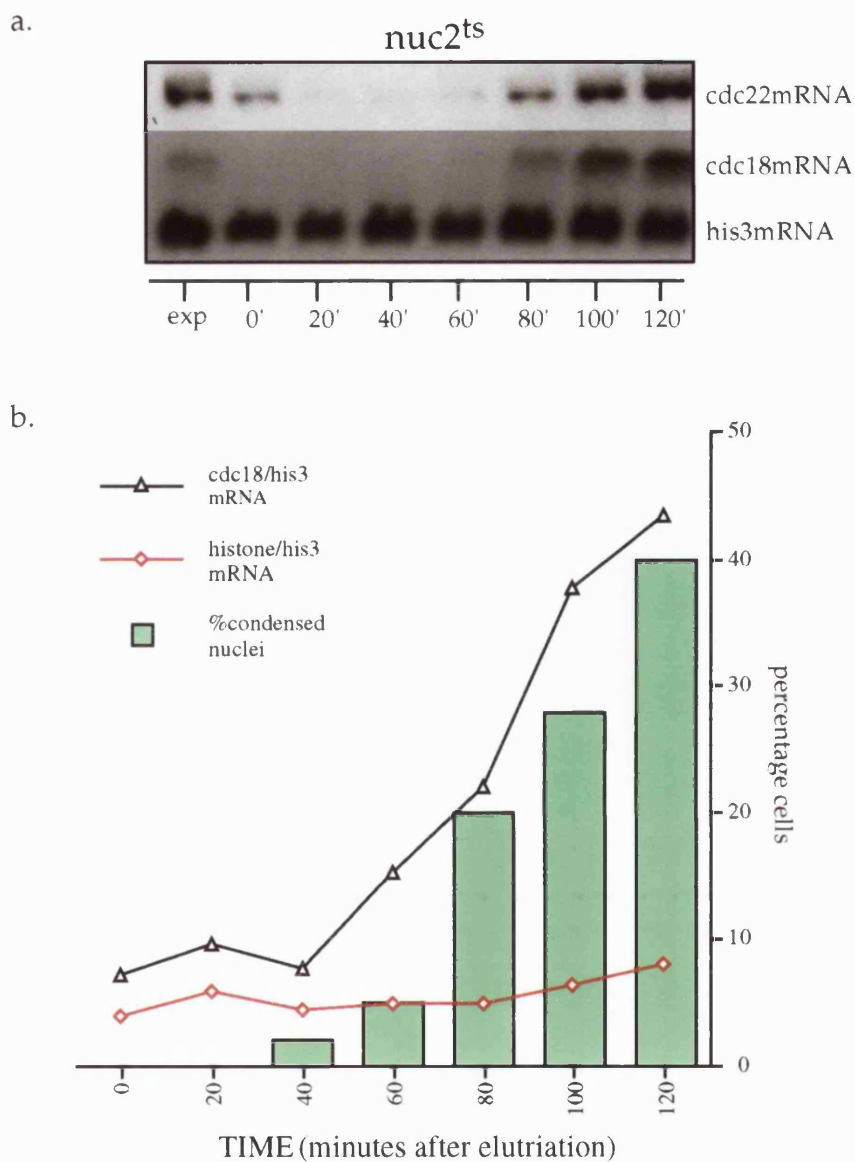 a.
nuc2ts
cdc22mRNA
cdc18mRNA
his3mRNA
exp 0' 20' 40' 60' 80' 100' 120'
b.
cdc18/his3
mRNA
histone/his3
mRNA
%condensed
nuclei
50
40
30
20
10
0
percentage cells
0 20 40 60 80 100 120
TIME (minutes after elutriation)